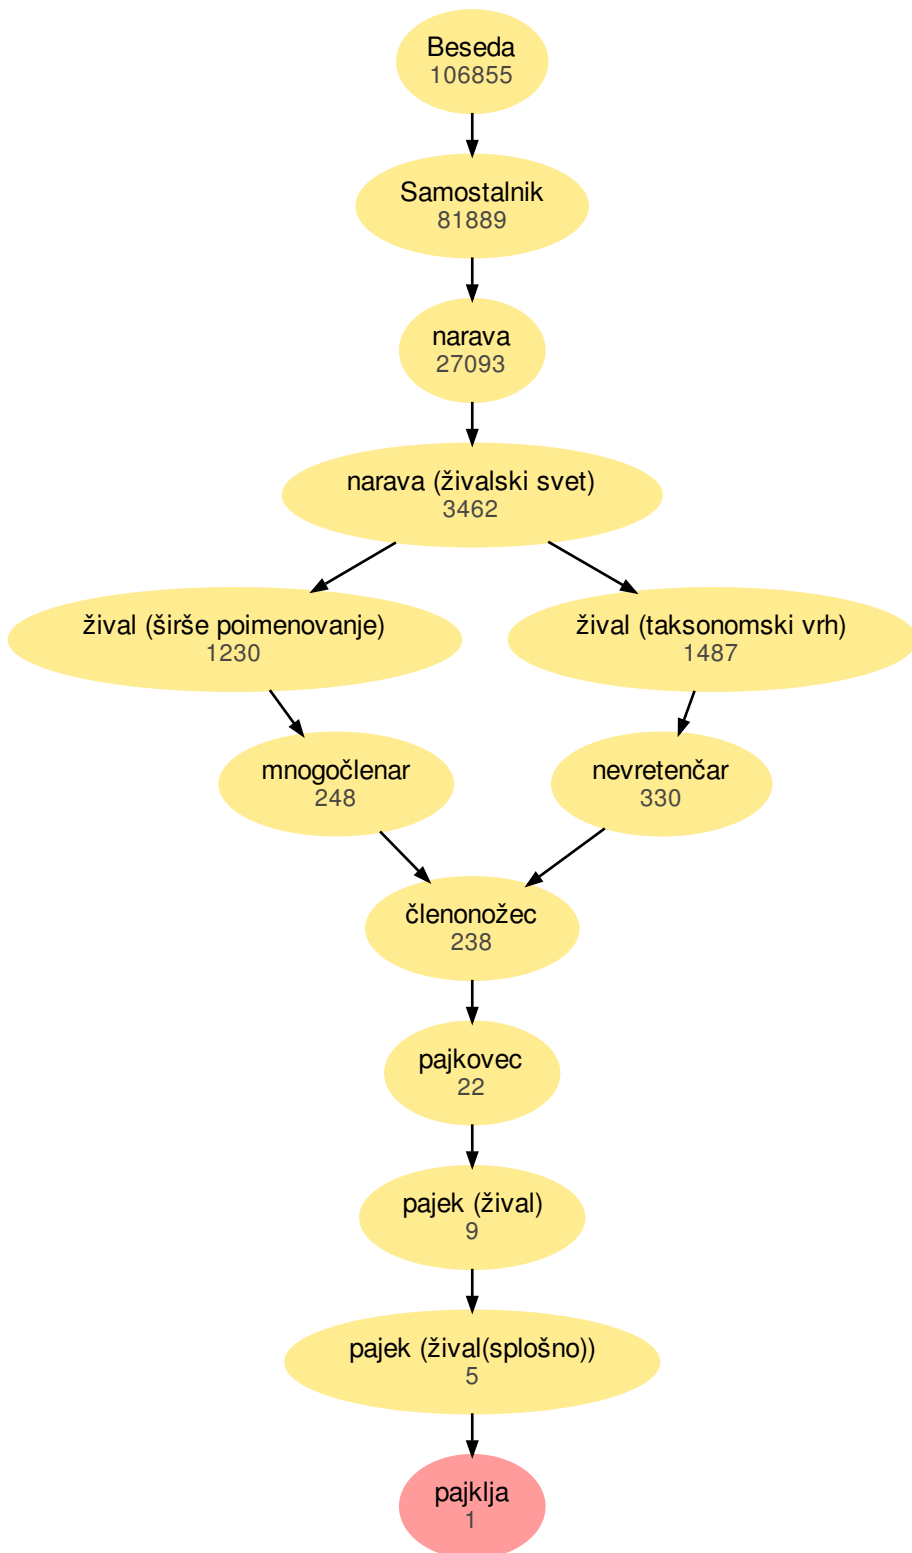 Beseda
106855
Samostalnik
81889
narava
27093
narava (živalski svet)
3462
žival (širše poimenovanje)
1230
žival (taksonomski vrh)
1487
mnogočlenar
248
nevretenčar
330
členonožec
238
pajkovec
22
pajek (žival)
9
pajek (žival(splošno))
5
pajklja
1